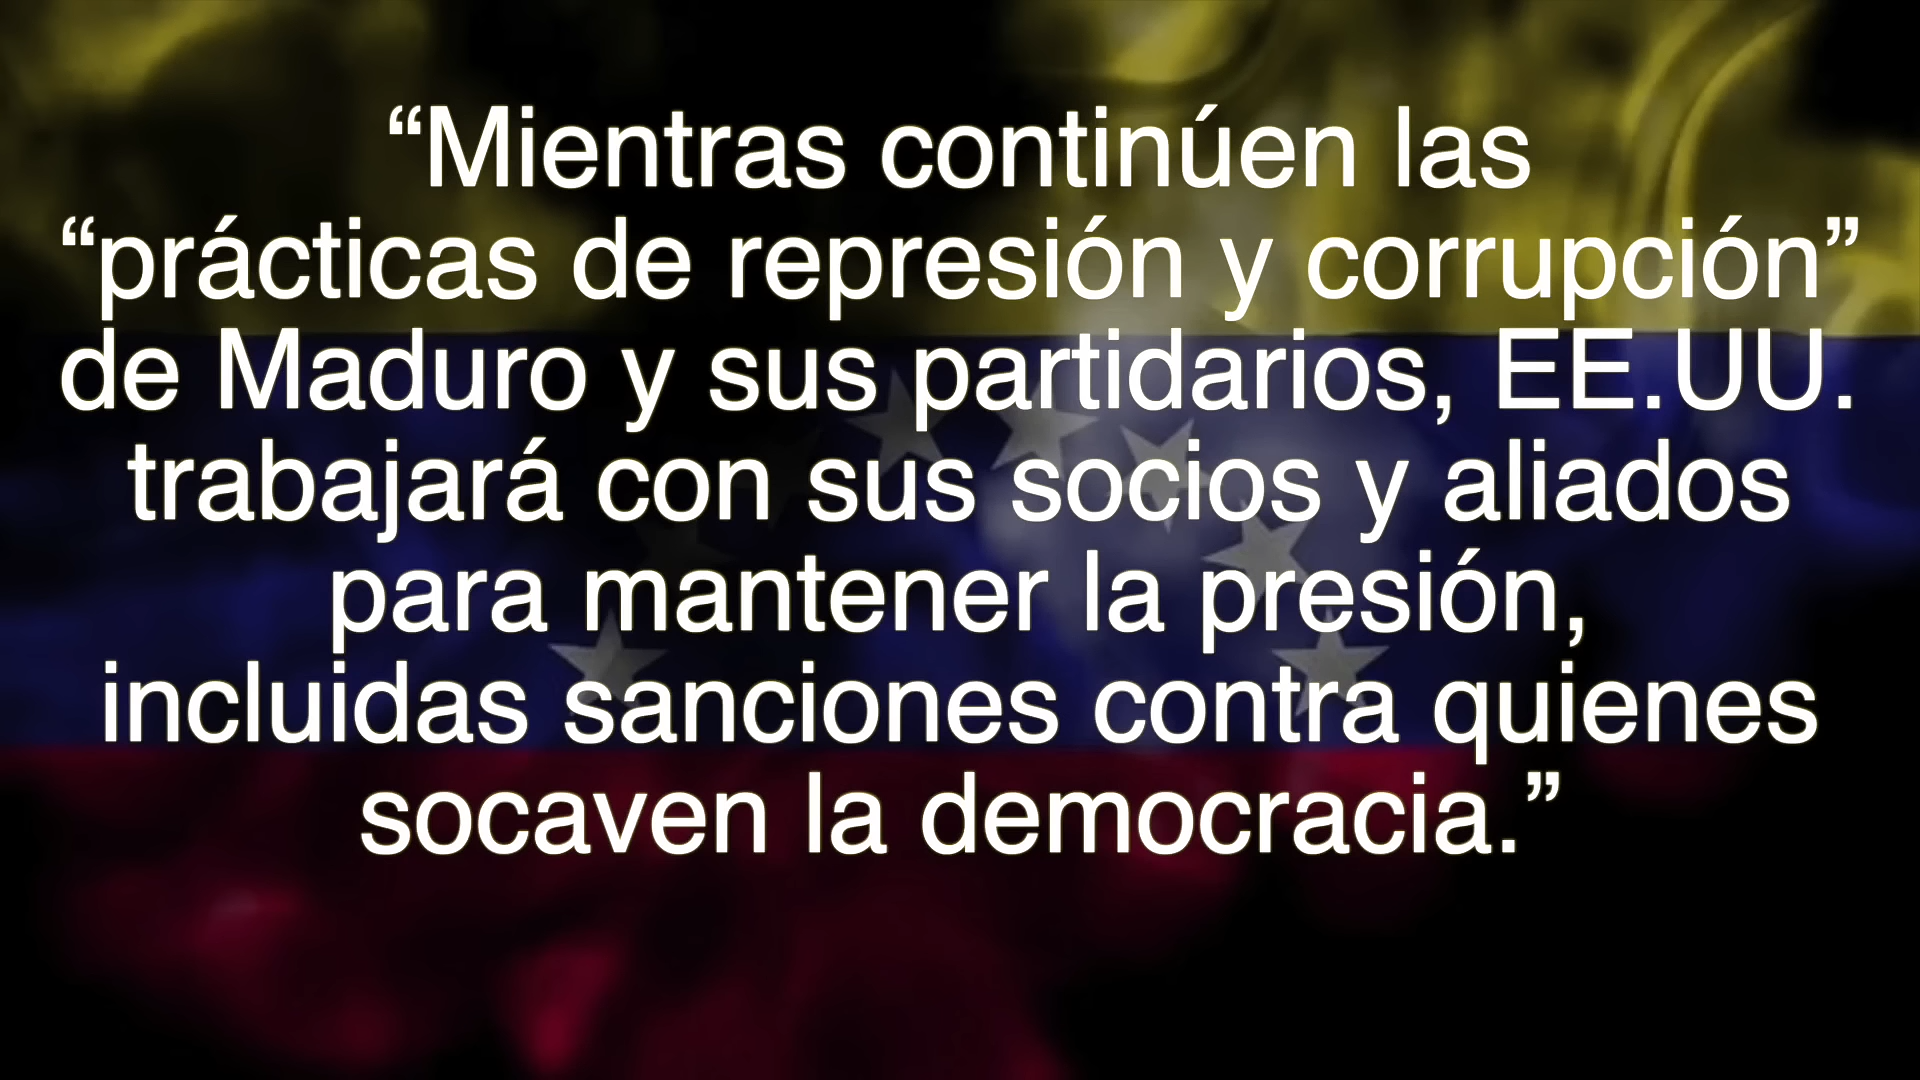 “Mientras continúen las
“prácticas de represión y corrupción”
de Maduro y sus partidarios, EE.UU.
trabajará con sus socios y aliados
para mantener la presión,
incluidas sanciones contra quienes
socaven la democracia.”